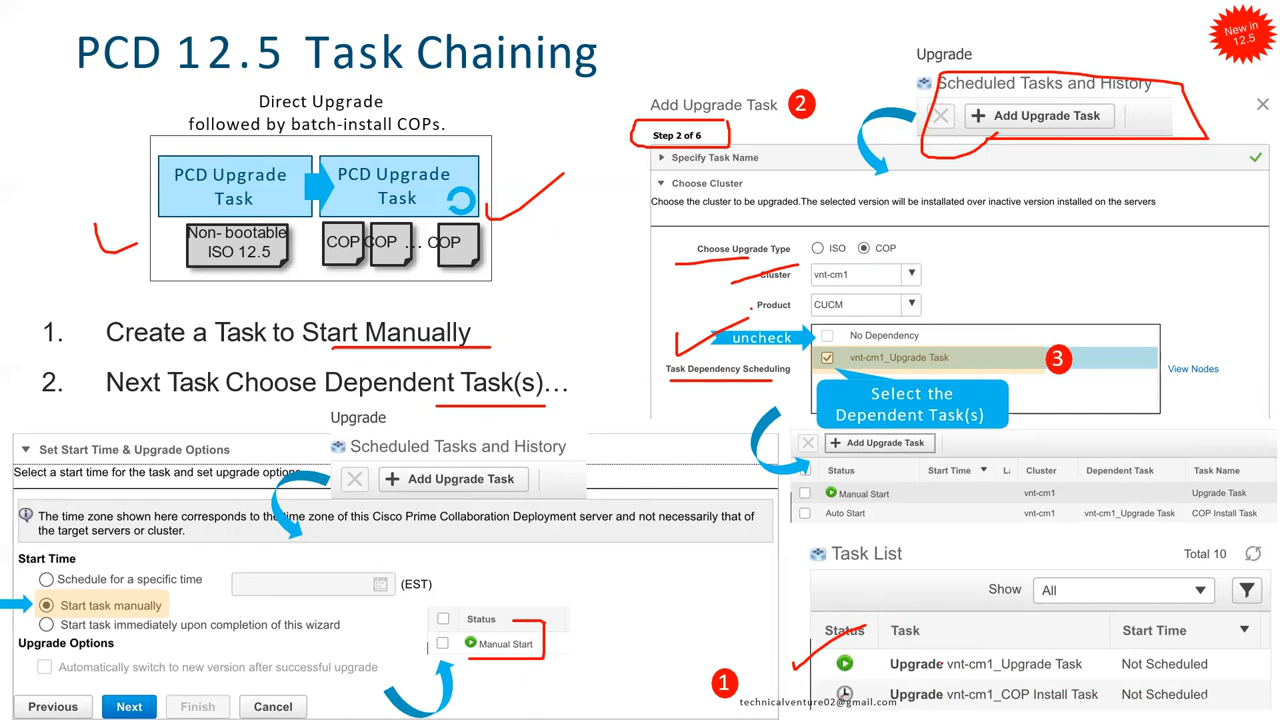 PCD 12.5 Task Chaining
New in
12.5
Direct Upgrade
followed by batch-install COPs.
PCD Upgrade
Task
PCD Upgrade
Task
Non- bootable
ISO 12.5
COP
COP
...
COP
1. Create a Task to Start Manually
2. Next Task Choose Dependent Task(s)...
Upgrade
Scheduled Tasks and History
Add Upgrade Task
Add Upgrade Task
2
Step 2 of 6
Specify Task Name
Choose Cluster
Choose the cluster to be upgraded.The selected version will be installed over inactive version installed on the servers
Choose Upgrade Type ISO COP
Cluster vnt-cm1
Product CUCM
uncheck
No Dependency
vnt-cm1_Upgrade Task
3
Task Dependency Scheduling
View Nodes
Select the
Dependent Task(s)
Upgrade
Scheduled Tasks and History
Add Upgrade Task
Set Start Time & Upgrade Options
Select a start time for the task and set upgrade options
The time zone shown here corresponds to the time zone of this Cisco Prime Collaboration Deployment server and not necessarily that of
the target servers or cluster.
Start Time
Schedule for a specific time (EST)
Start task manually
Start task immediately upon completion of this wizard
Upgrade Options
Automatically switch to new version after successful upgrade
Previous Next Finish Cancel
Status
Manual Start
1
Add Upgrade Task
Status Start Time Cluster Dependent Task Task Name
Manual Start vnt-cm1 Upgrade Task
Auto Start vnt-cm1 vnt-cm1_Upgrade Task COP Install Task
Task List Total 10
Show All
Status Task Start Time
Upgrade vnt-cm1_Upgrade Task Not Scheduled
Upgrade vnt-cm1_COP Install Task Not Scheduled
technicalventure02@gmail.com